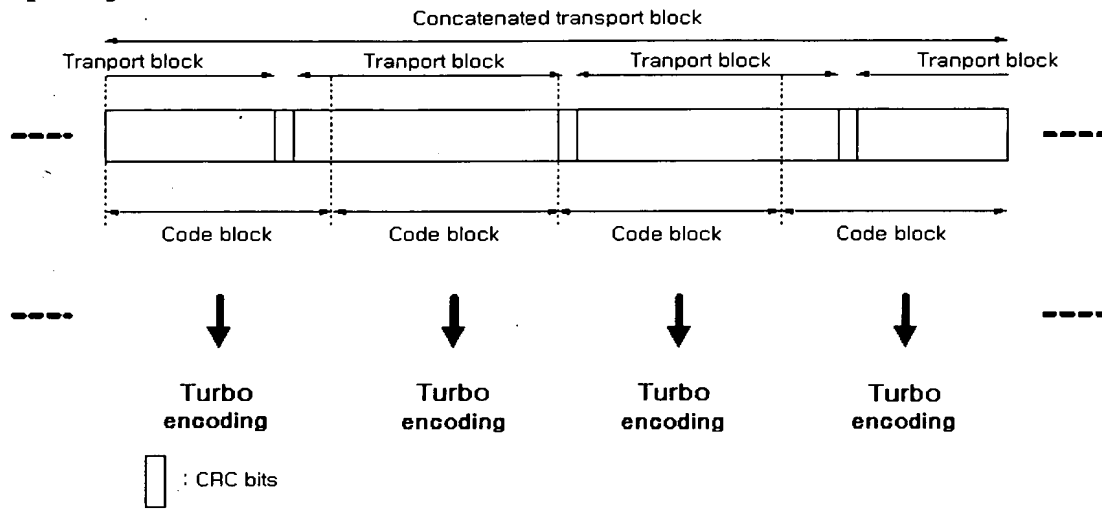 Concatenated transport block
Tranport block Tranport block Tranport block Tranport block
Code block Code block Code block Code block
Turbo encoding Turbo encoding Turbo encoding Turbo encoding
: CRC bits